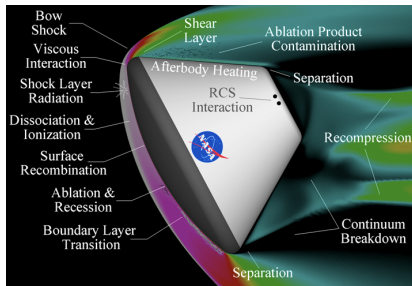 Bow
Shock
Shear
Layer
Ablation Product
Contamination
Viscous
Interaction
Afterbody Heating
Separation
Shock Layer
Radiation
RCS
Interaction
Dissociation &
Ionization
Recompression
Surface
Recombination
NASA
Ablation &
Recession
Boundary Layer
Transition
Continuum
Breakdown
Separation